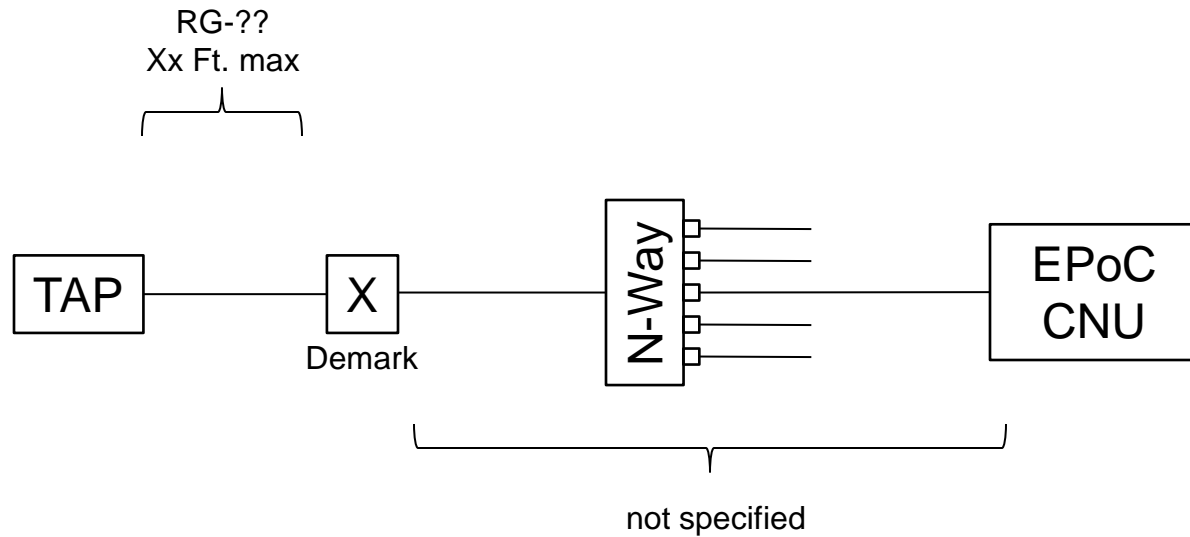 RG-??
Xx Ft. max
TAP
X
Demark
N-Way
EPoC
CNU
not specified